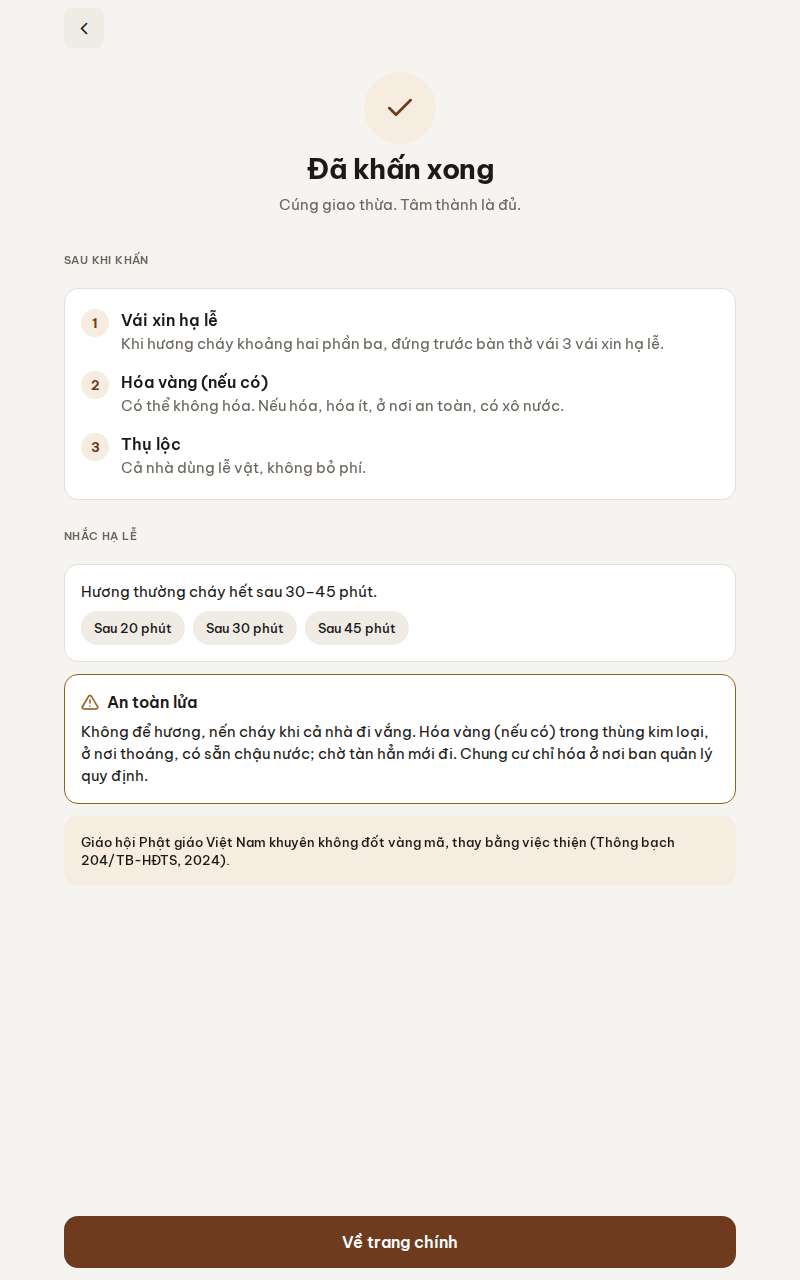 Đã khấn xong
Cúng giao thừa. Tâm thành là đủ.
SAU KHI KHẤN
1
Vái xin hạ lễ
Khi hương cháy khoảng hai phần ba, đứng trước bàn thờ vái 3 vái xin hạ lễ.
2
Hóa vàng (nếu có)
Có thể không hóa. Nếu hóa, hóa ít, ở nơi an toàn, có xô nước.
3
Thụ lộc
Cả nhà dùng lễ vật, không bỏ phí.
NHẮC HẠ LỄ
Hương thường cháy hết sau 30–45 phút.
Sau 20 phút Sau 30 phút Sau 45 phút
An toàn lửa
Không để hương, nến cháy khi cả nhà đi vắng. Hóa vàng (nếu có) trong thùng kim loại,
ở nơi thoáng, có sẵn chậu nước; chờ tàn hẳn mới đi. Chung cư chỉ hóa ở nơi ban quản lý
quy định.
Giáo hội Phật giáo Việt Nam khuyên không đốt vàng mã, thay bằng việc thiện (Thông bạch
204/TB-HĐTS, 2024).
Về trang chính